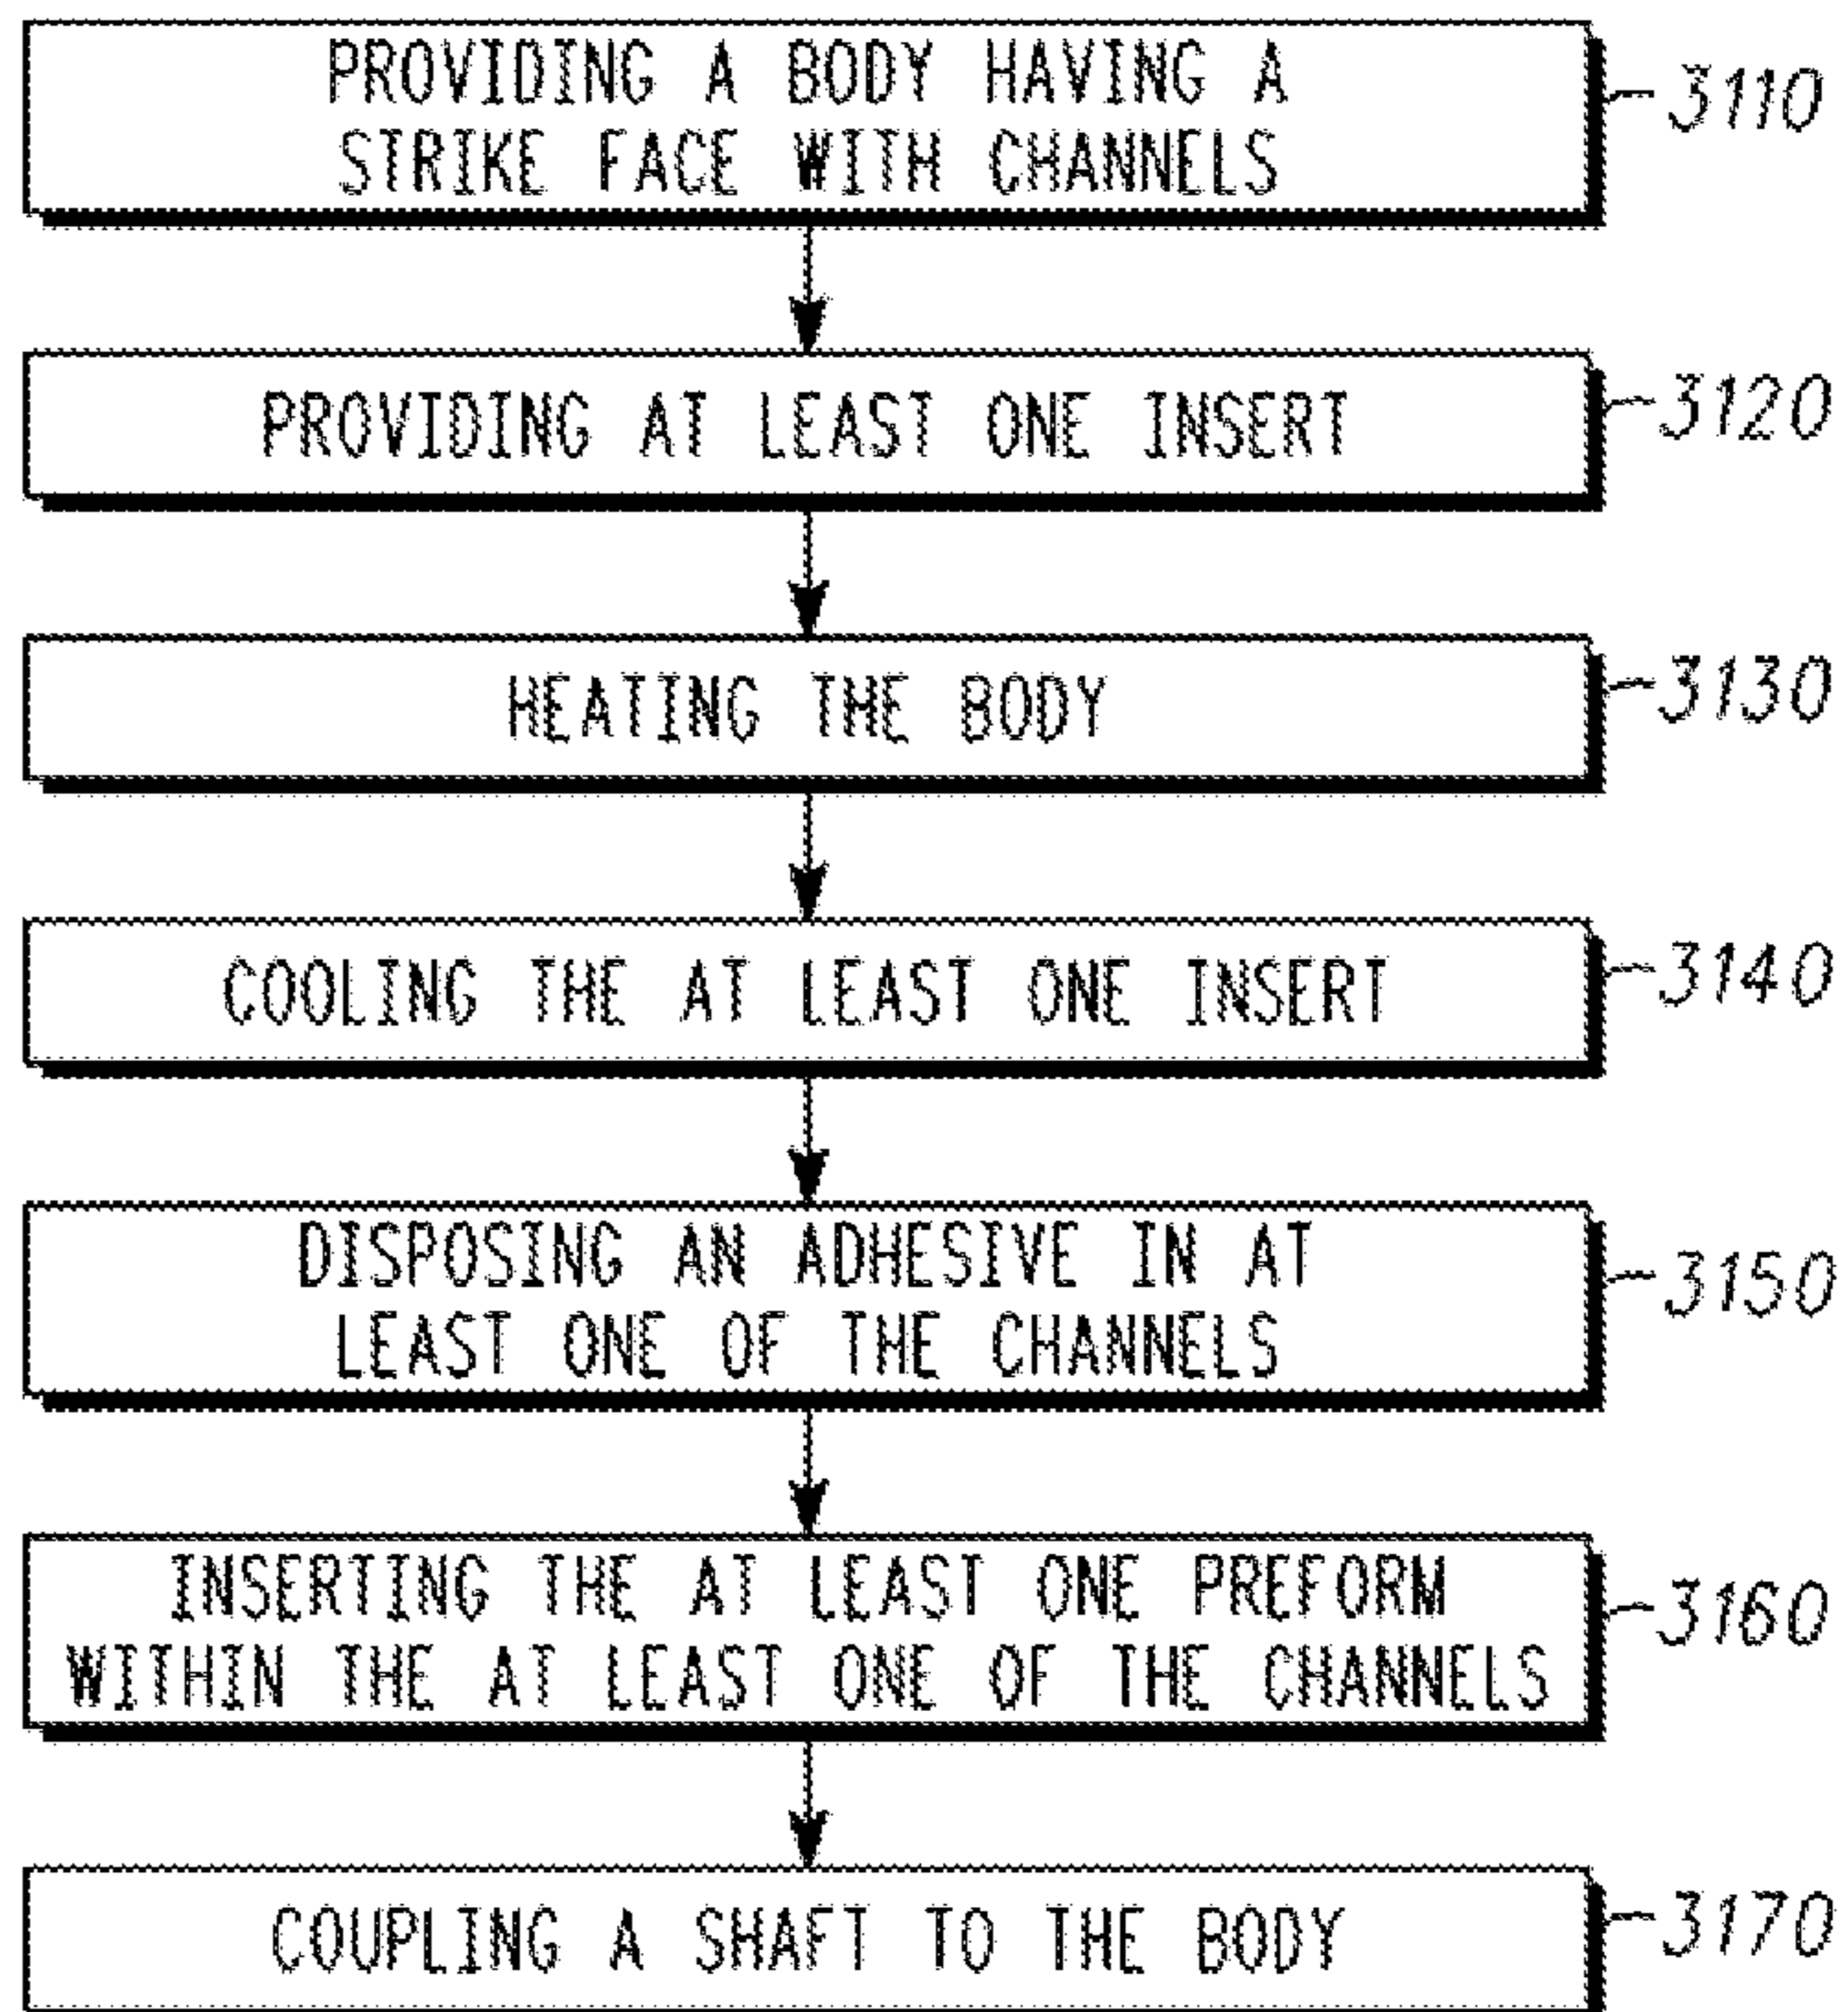 PROVIDING A BODY HAVING A
STRIKE FACE WITH CHANNELS
3110
PROVIDING AT LEAST ONE INSERT
3120
HEATING THE BODY
3130
COOLING THE AT LEAST ONE INSERT
3140
DISPOSING AN ADHESIVE IN AT
LEAST ONE OF THE CHANNELS
3150
INSERTING THE AT LEAST ONE PREFORM
WITHIN THE AT LEAST ONE OF THE CHANNELS
3160
COUPLING A SHAFT TO THE BODY
3170